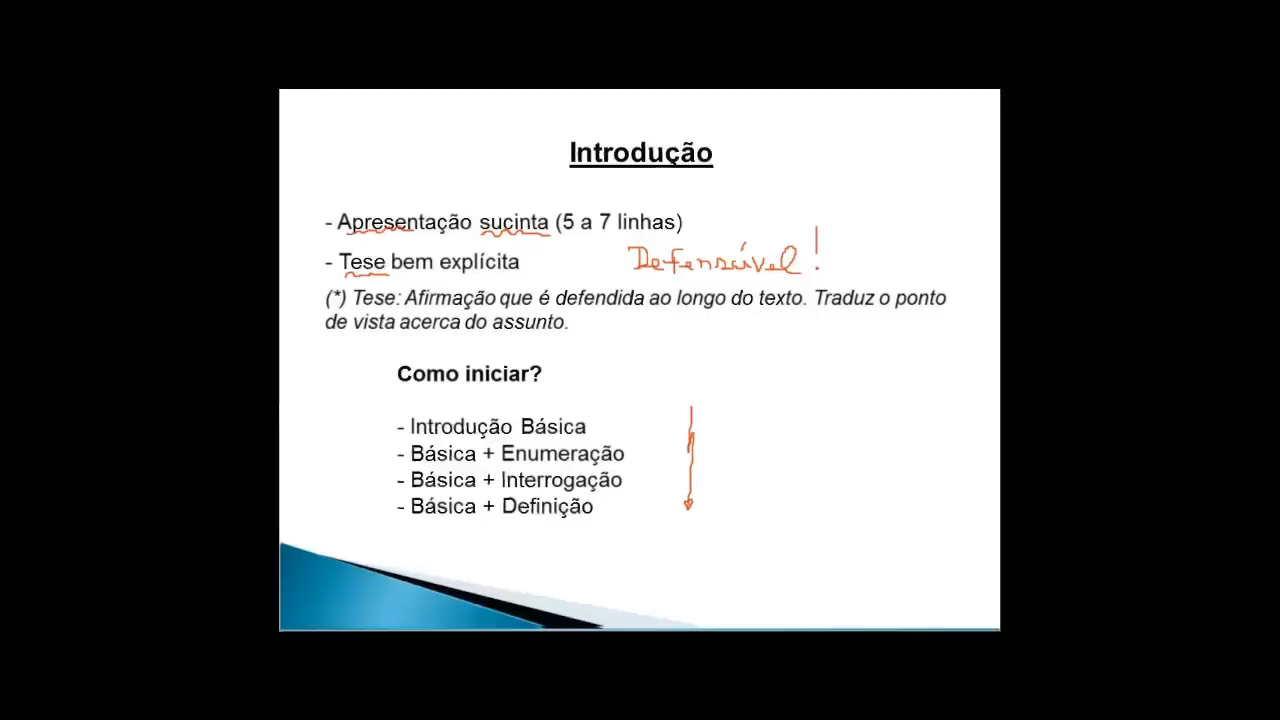 Introdução
- Apresentação sucinta (5 a 7 linhas)
- Tese bem explícita
Defensável!
(*) Tese: Afirmação que é defendida ao longo do texto. Traduz o ponto
de vista acerca do assunto.
Como iniciar?
- Introdução Básica
- Básica + Enumeração
- Básica + Interrogação
- Básica + Definição